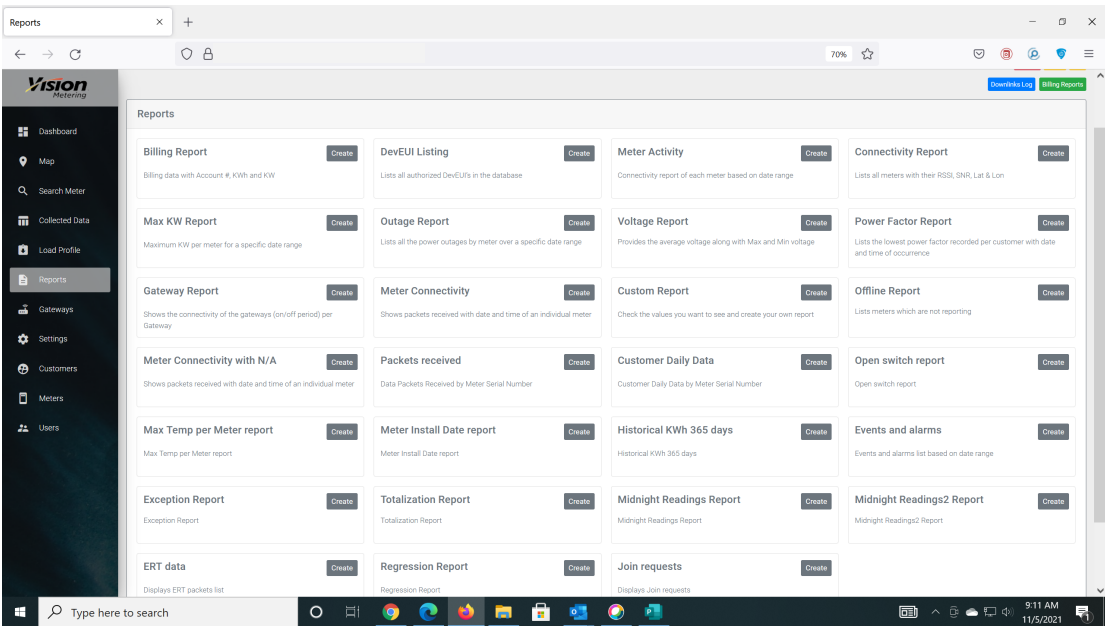 Reports
70%
Vision
Metering
Downlinks Log
Billing Reports
Dashboard
Map
Search Meter
Collected Data
Load Profile
Reports
Gateways
Settings
Customers
Meters
Users
Reports
Billing Report
Create
Billing data with Account #, KWh and KW
DevEUI Listing
Create
Lists all authorized DevEUI's in the database
Meter Activity
Create
Connectivity report of each meter based on date range
Connectivity Report
Create
Lists all meters with their RSSI, SNR, Lat & Lon
Max KW Report
Create
Maximum KW per meter for a specific date range
Outage Report
Create
Lists all the power outages by meter over a specific date range
Voltage Report
Create
Provides the average voltage along with Max and Min voltage
Power Factor Report
Create
Lists the lowest power factor recorded per customer with date
and time of occurrence
Gateway Report
Create
Shows the connectivity of the gateways (on/off period) per
Gateway
Meter Connectivity
Create
Shows packets received with date and time of an individual meter
Custom Report
Create
Check the values you want to see and create your own report
Offline Report
Create
Lists meters which are not reporting
Meter Connectivity with N/A
Create
Shows packets received with date and time of an individual meter
Packets received
Create
Data Packets Received by Meter Serial Number
Customer Daily Data
Create
Customer Daily Data by Meter Serial Number
Open switch report
Create
Open switch report
Max Temp per Meter report
Create
Max Temp per Meter report
Meter Install Date report
Create
Meter Install Date report
Historical KWh 365 days
Create
Historical KWh 365 days
Events and alarms
Create
Events and alarms list based on date range
Exception Report
Create
Exception Report
Totalization Report
Create
Totalization Report
Midnight Readings Report
Create
Midnight Readings Report
Midnight Readings2 Report
Create
Midnight Readings2 Report
ERT data
Create
Displays ERT packets list
Regression Report
Create
Regression Report
Join requests
Create
Displays Join requests
Type here to search
9:11 AM
11/5/2021